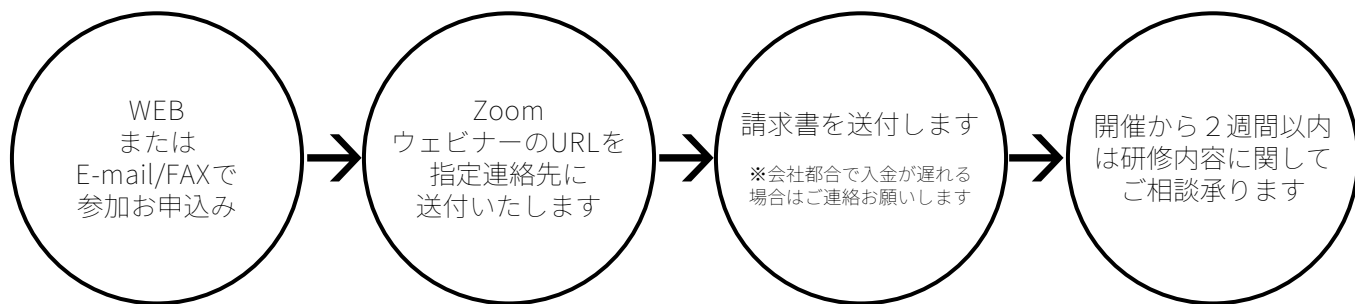 WEB
または
E-mail/FAXで
参加お申込み
Zoom
ウェビナーのURLを
指定連絡先に
送付いたします
請求書を送付します
※会社都合で入金が遅れる
場合はご連絡お願いします
開催から２週間以内
は研修内容に関して
ご相談承ります